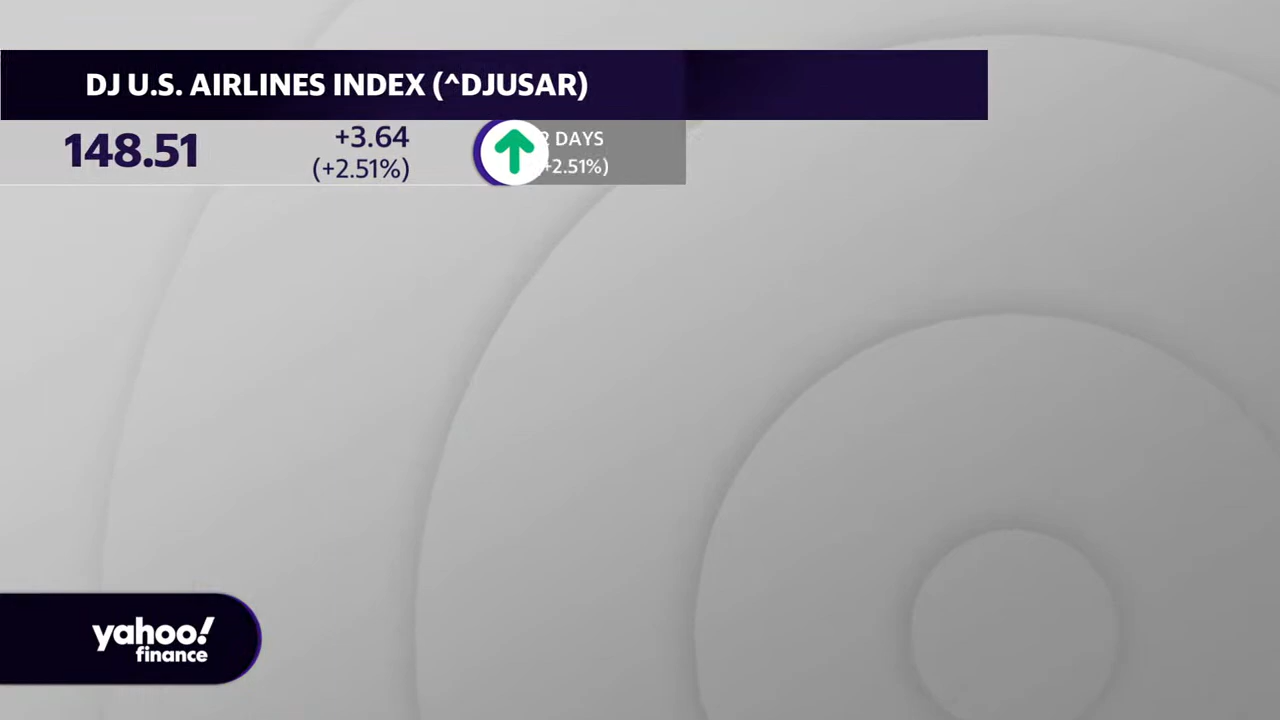 DJ U.S. AIRLINES INDEX (^DJUSAR)
148.51
+3.64
(+2.51%)
DAYS
+2.51%)
yahoo!
finance